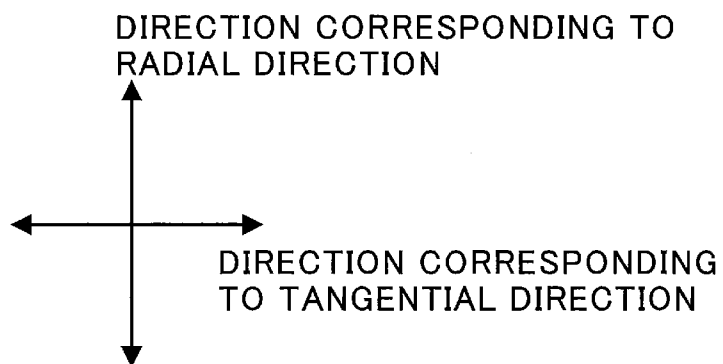 DIRECTION CORRESPONDING TO
RADIAL DIRECTION
DIRECTION CORRESPONDING
TO TANGENTIAL DIRECTION